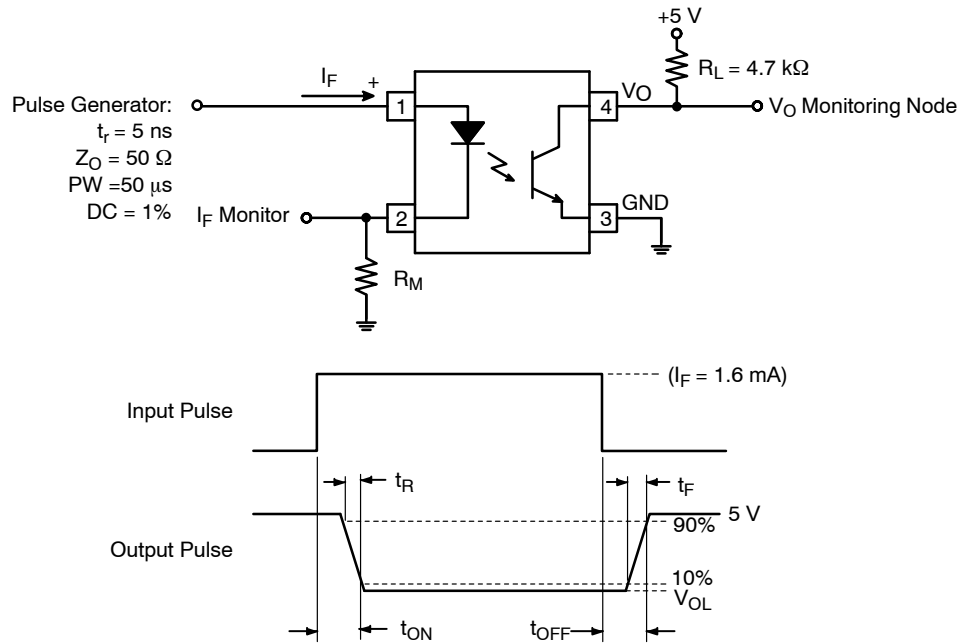 +5 V
R_L = 4.7 kΩ
I_F
+
Pulse Generator:
t_r = 5 ns
Z_O = 50 Ω
PW =50 μs
DC = 1%
1
4
V_O
V_O Monitoring Node
I_F Monitor
2
3
GND
R_M
(I_F = 1.6 mA)
Input Pulse
t_R
t_F
5 V
90%
Output Pulse
10%
V_OL
t_ON
t_OFF